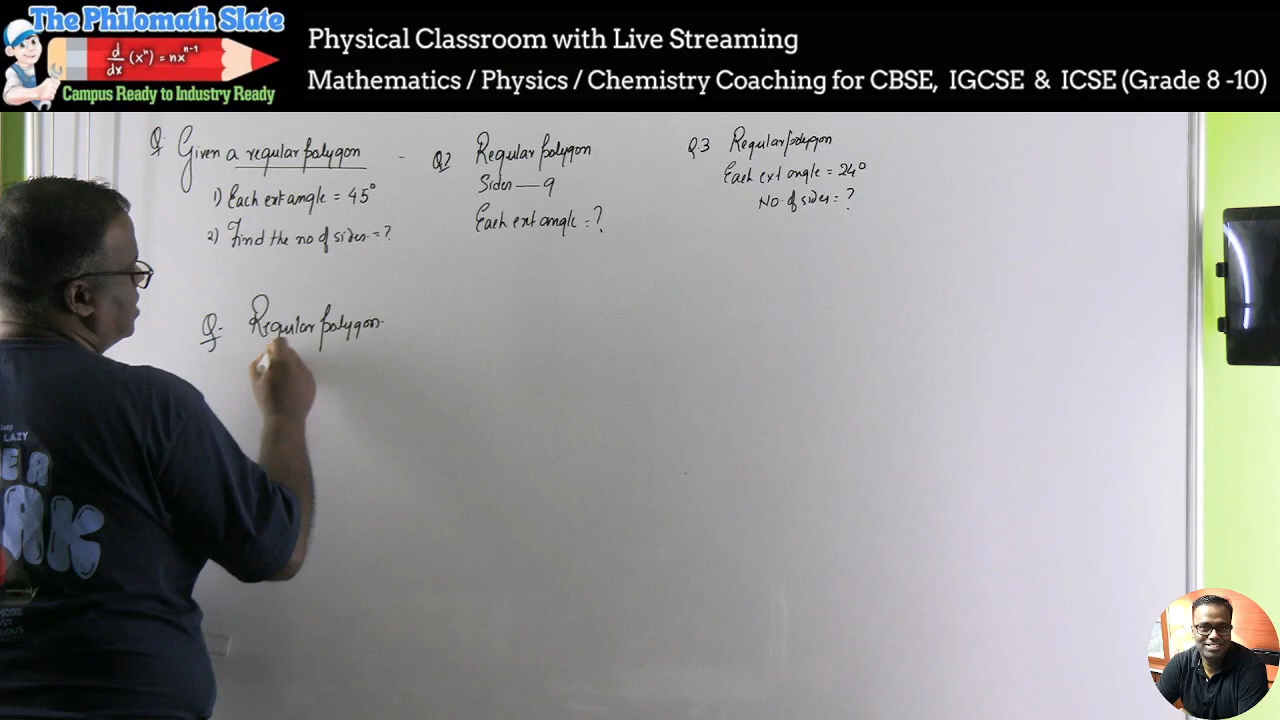 The Philomath Slate
d/dx (xⁿ) = nxⁿ⁻¹
Campus Ready to Industry Ready
Physical Classroom with Live Streaming
Mathematics / Physics / Chemistry Coaching for CBSE, IGCSE & ICSE (Grade 8 -10)
Q. Given a regular polygon
1) Each ext angle = 45°
2) Find the no of sides = ?
Q2 Regular polygon
Sides — 9
Each ext angle = ?
Q3 Regular polygon
Each ext angle = 24°
No. of sides = ?
Q. Regular polygon
LAZY